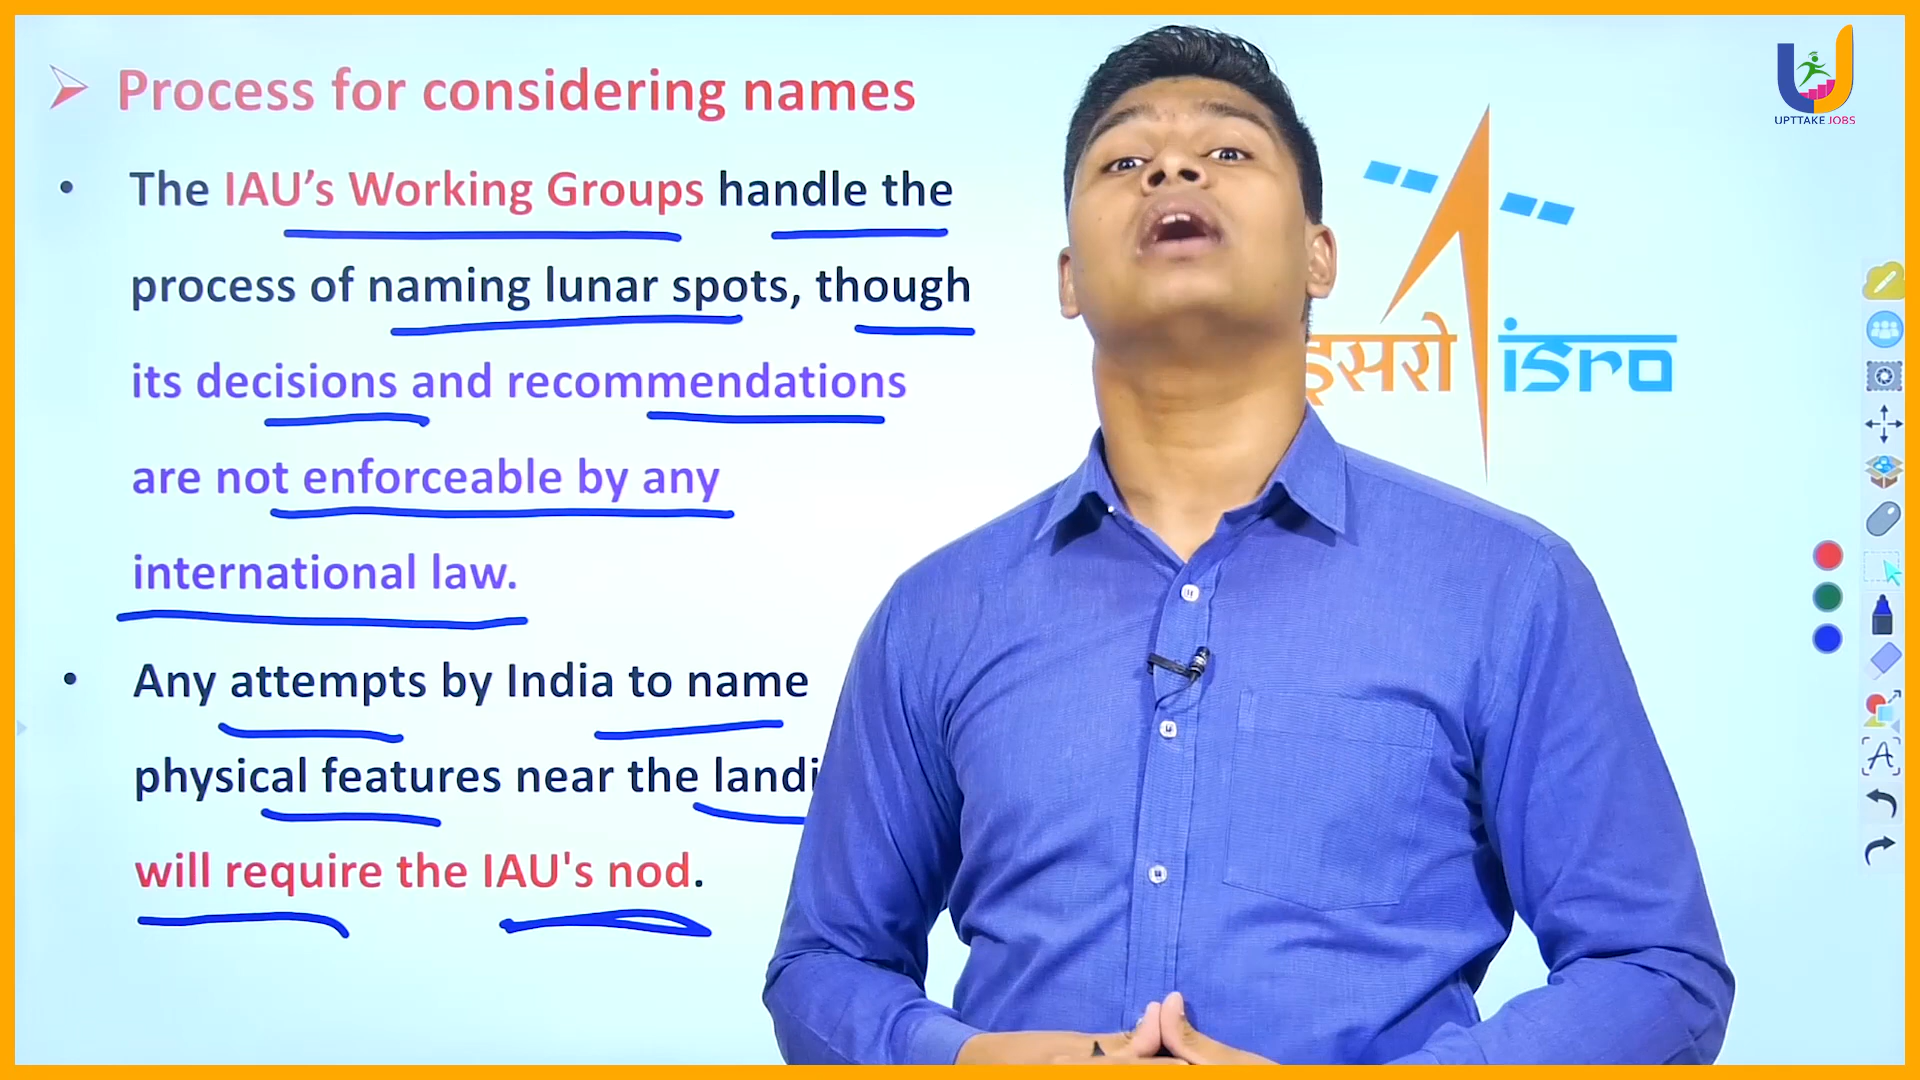 Process for considering names
• The IAU’s Working Groups handle the
process of naming lunar spots, though
its decisions and recommendations
are not enforceable by any
international law.
• Any attempts by India to name
physical features near the
will require the IAU's nod.
इसरो isro
UPTTAKE JOBS